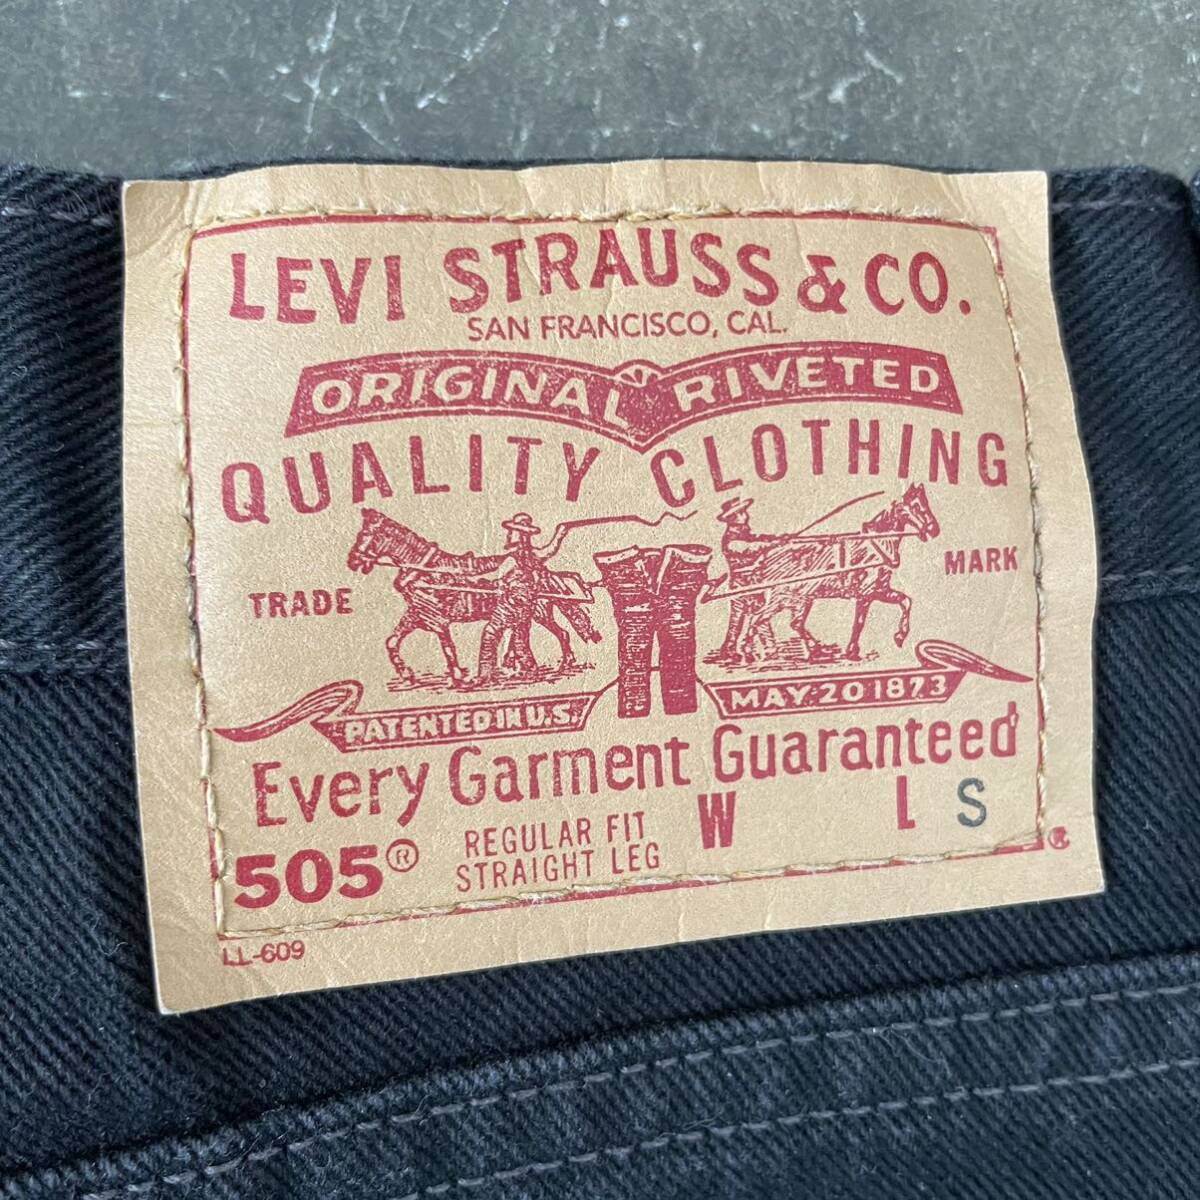 LEVI STRAUSS & CO.
SAN FRANCISCO, CAL.
ORIGINAL RIVETED
QUALITY CLOTHING
TRADE MARK
PATENTED IN U.S. MAY 20 1873
Every Garment Guaranteed
505® REGULAR FIT STRAIGHT LEG W L S
®
LL-609